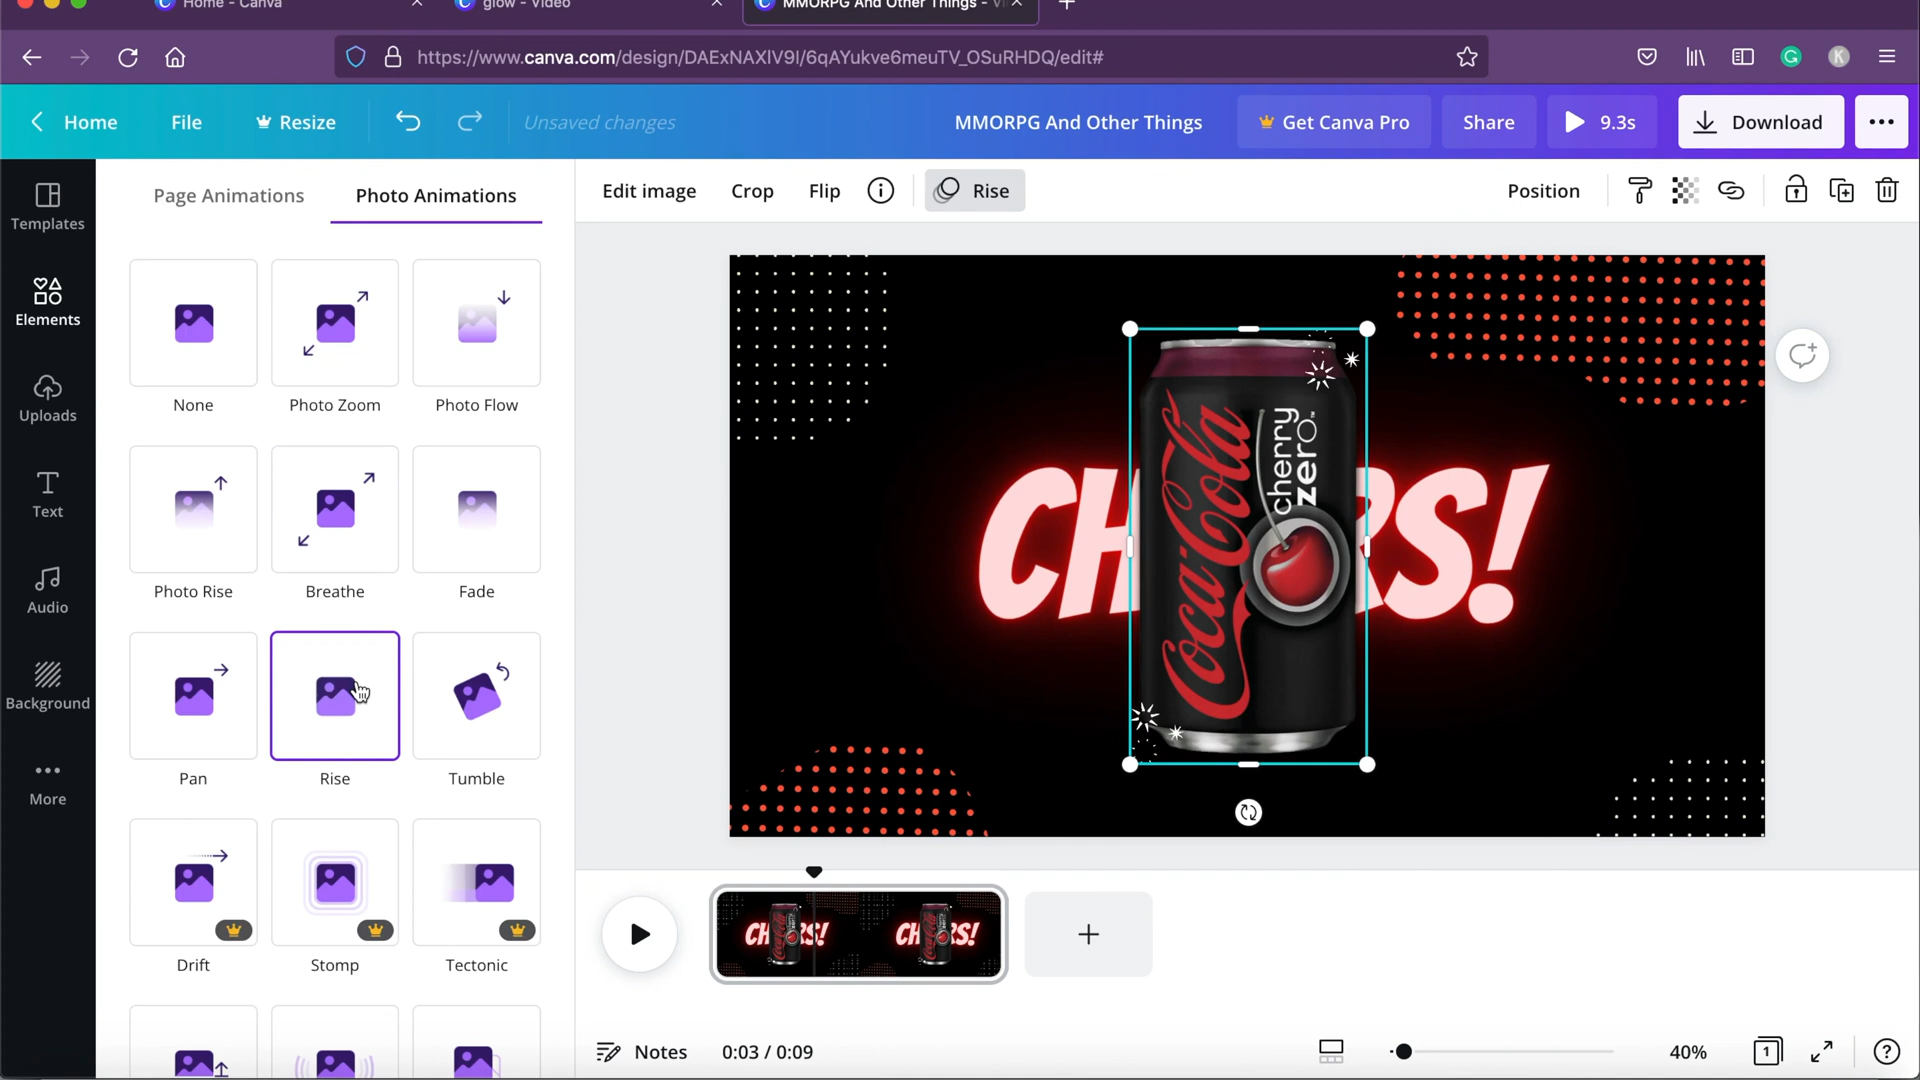 Home - Canva
glow - Video
MMORPG And Other Things -
https://www.canva.com/design/DAExNAXlV9I/6qAYukve6meuTV_OSuRHDQ/edit#
Home
File
Resize
Unsaved changes
MMORPG And Other Things
Get Canva Pro
Share
9.3s
Download
Templates
Elements
Uploads
Text
Audio
Background
More
Page Animations
Photo Animations
None
Photo Zoom
Photo Flow
Photo Rise
Breathe
Fade
Pan
Rise
Tumble
Drift
Stomp
Tectonic
Edit image
Crop
Flip
Rise
Position
CH RS!
Coca-Cola
cherry
zero
Notes
0:03 / 0:09
40%
1